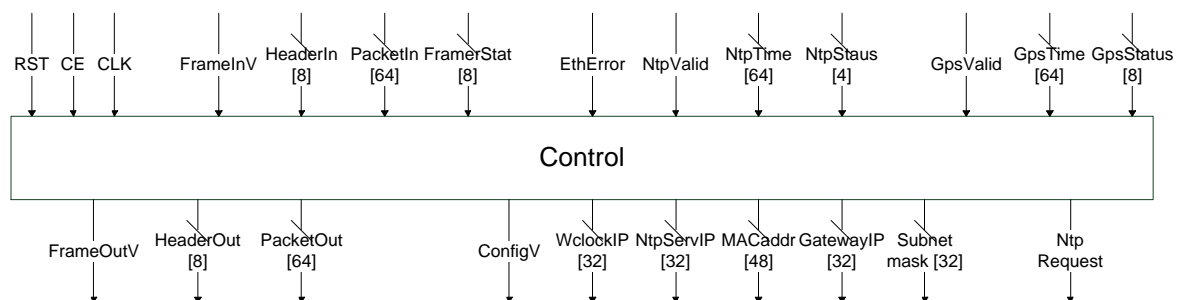 RST
CE
CLK
FrameInV
HeaderIn
[8]
PacketIn
[64]
FramerStat
[8]
EthError
NtpValid
NtpTime
[64]
NtpStaus
[4]
GpsValid
GpsTime
[64]
GpsStatus
[8]
Control
FrameOutV
HeaderOut
[8]
PacketOut
[64]
ConfigV
WclockIP
[32]
NtpServIP
[32]
MACaddr
[48]
GatewayIP
[32]
Subnet
mask [32]
Ntp
Request